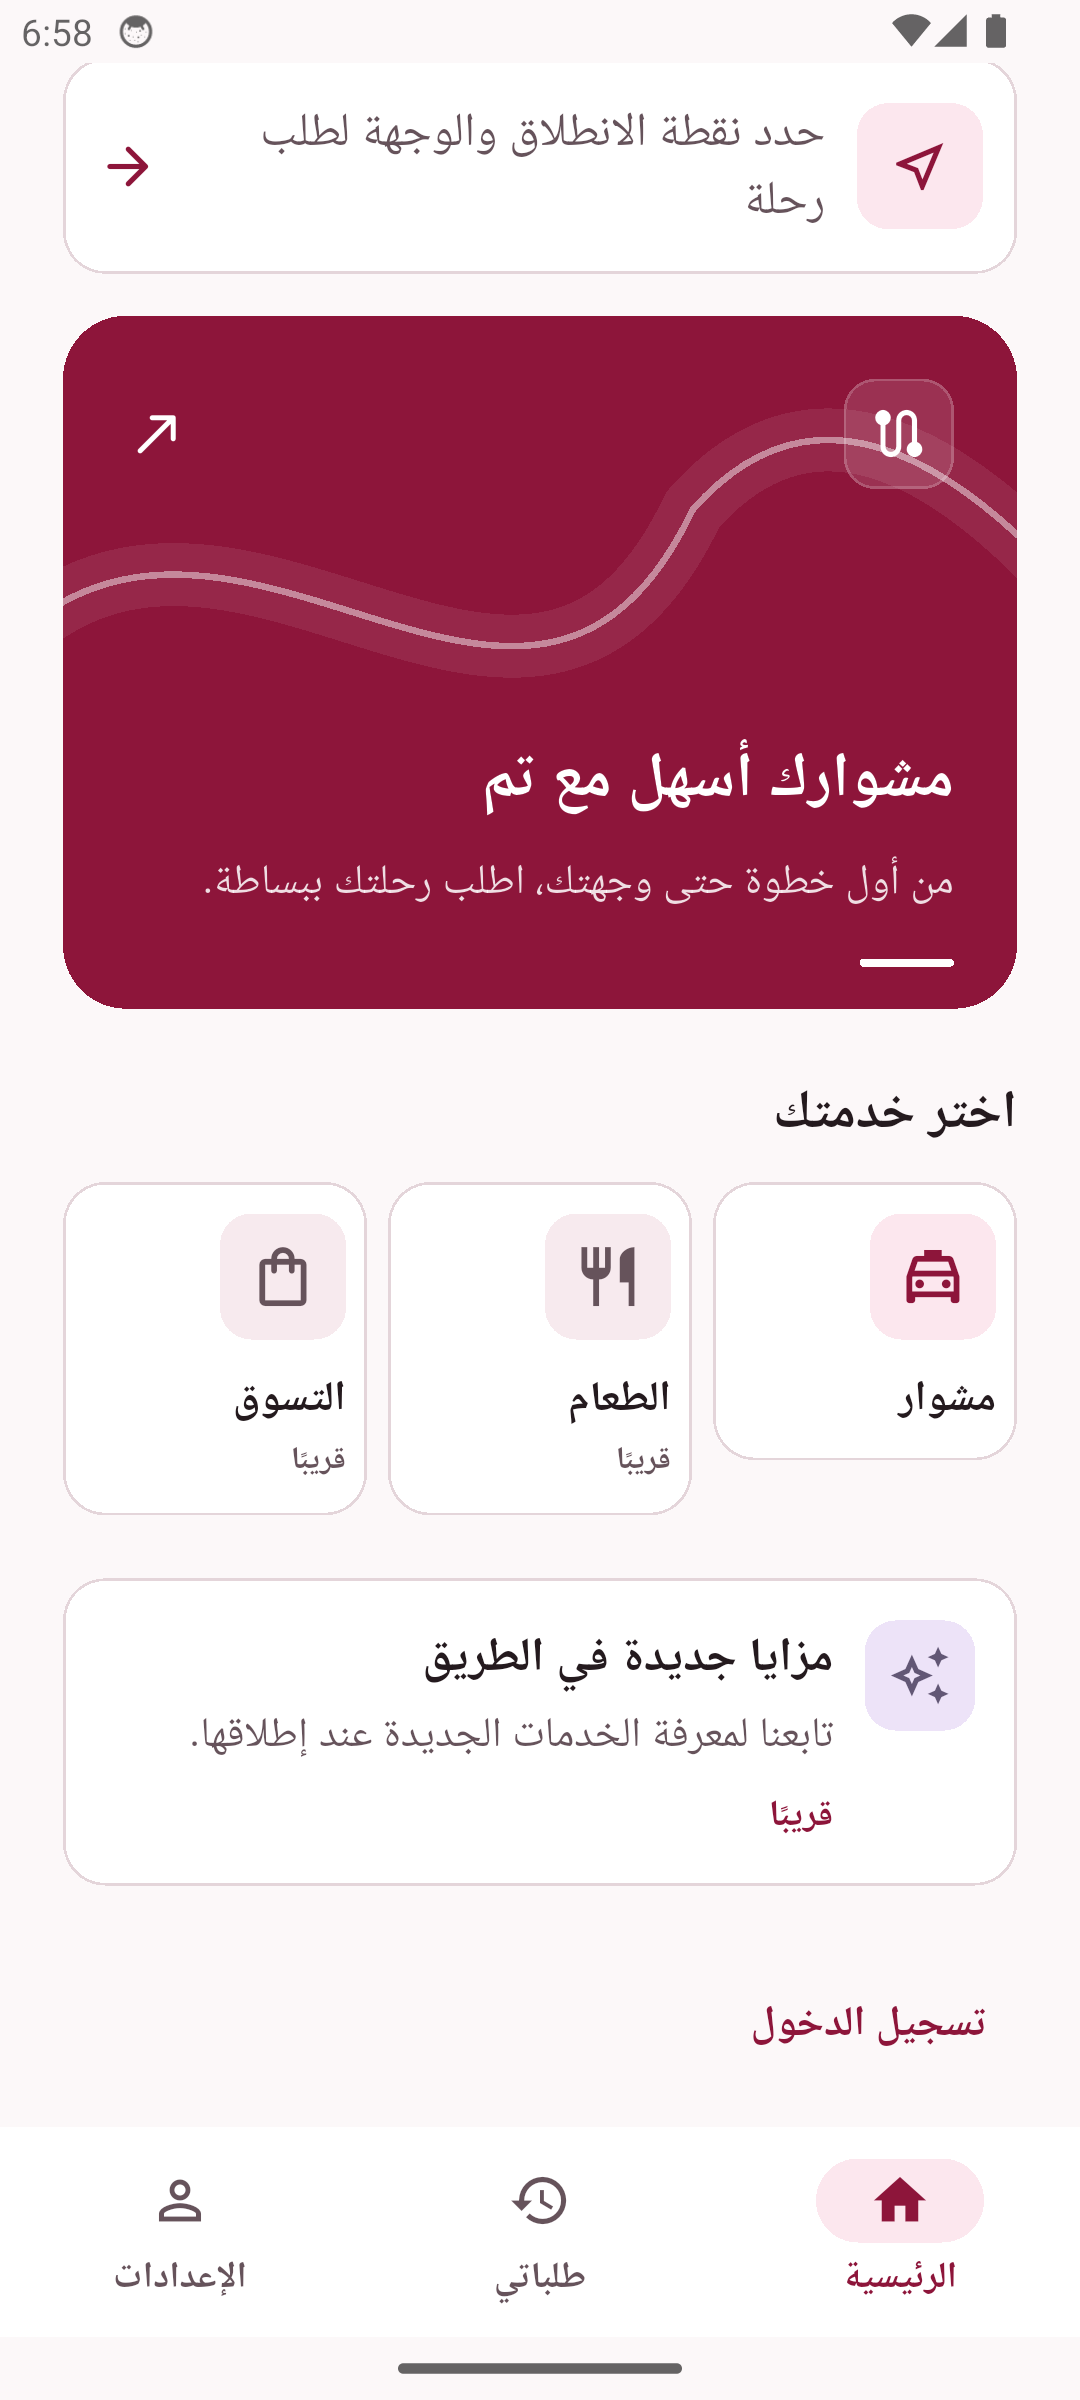 6:58
حدد نقطة الانطلاق والوجهة لطلب
رحلة
مشوارك أسهل مع تم
من أول خطوة حتى وجهتك، اطلب رحلتك ببساطة.
اختر خدمتك
مشوار
الطعام
قريبًا
التسوق
قريبًا
مزايا جديدة في الطريق
تابعنا لمعرفة الخدمات الجديدة عند إطلاقها.
قريبًا
تسجيل الدخول
الرئيسية
طلباتي
الإعدادات